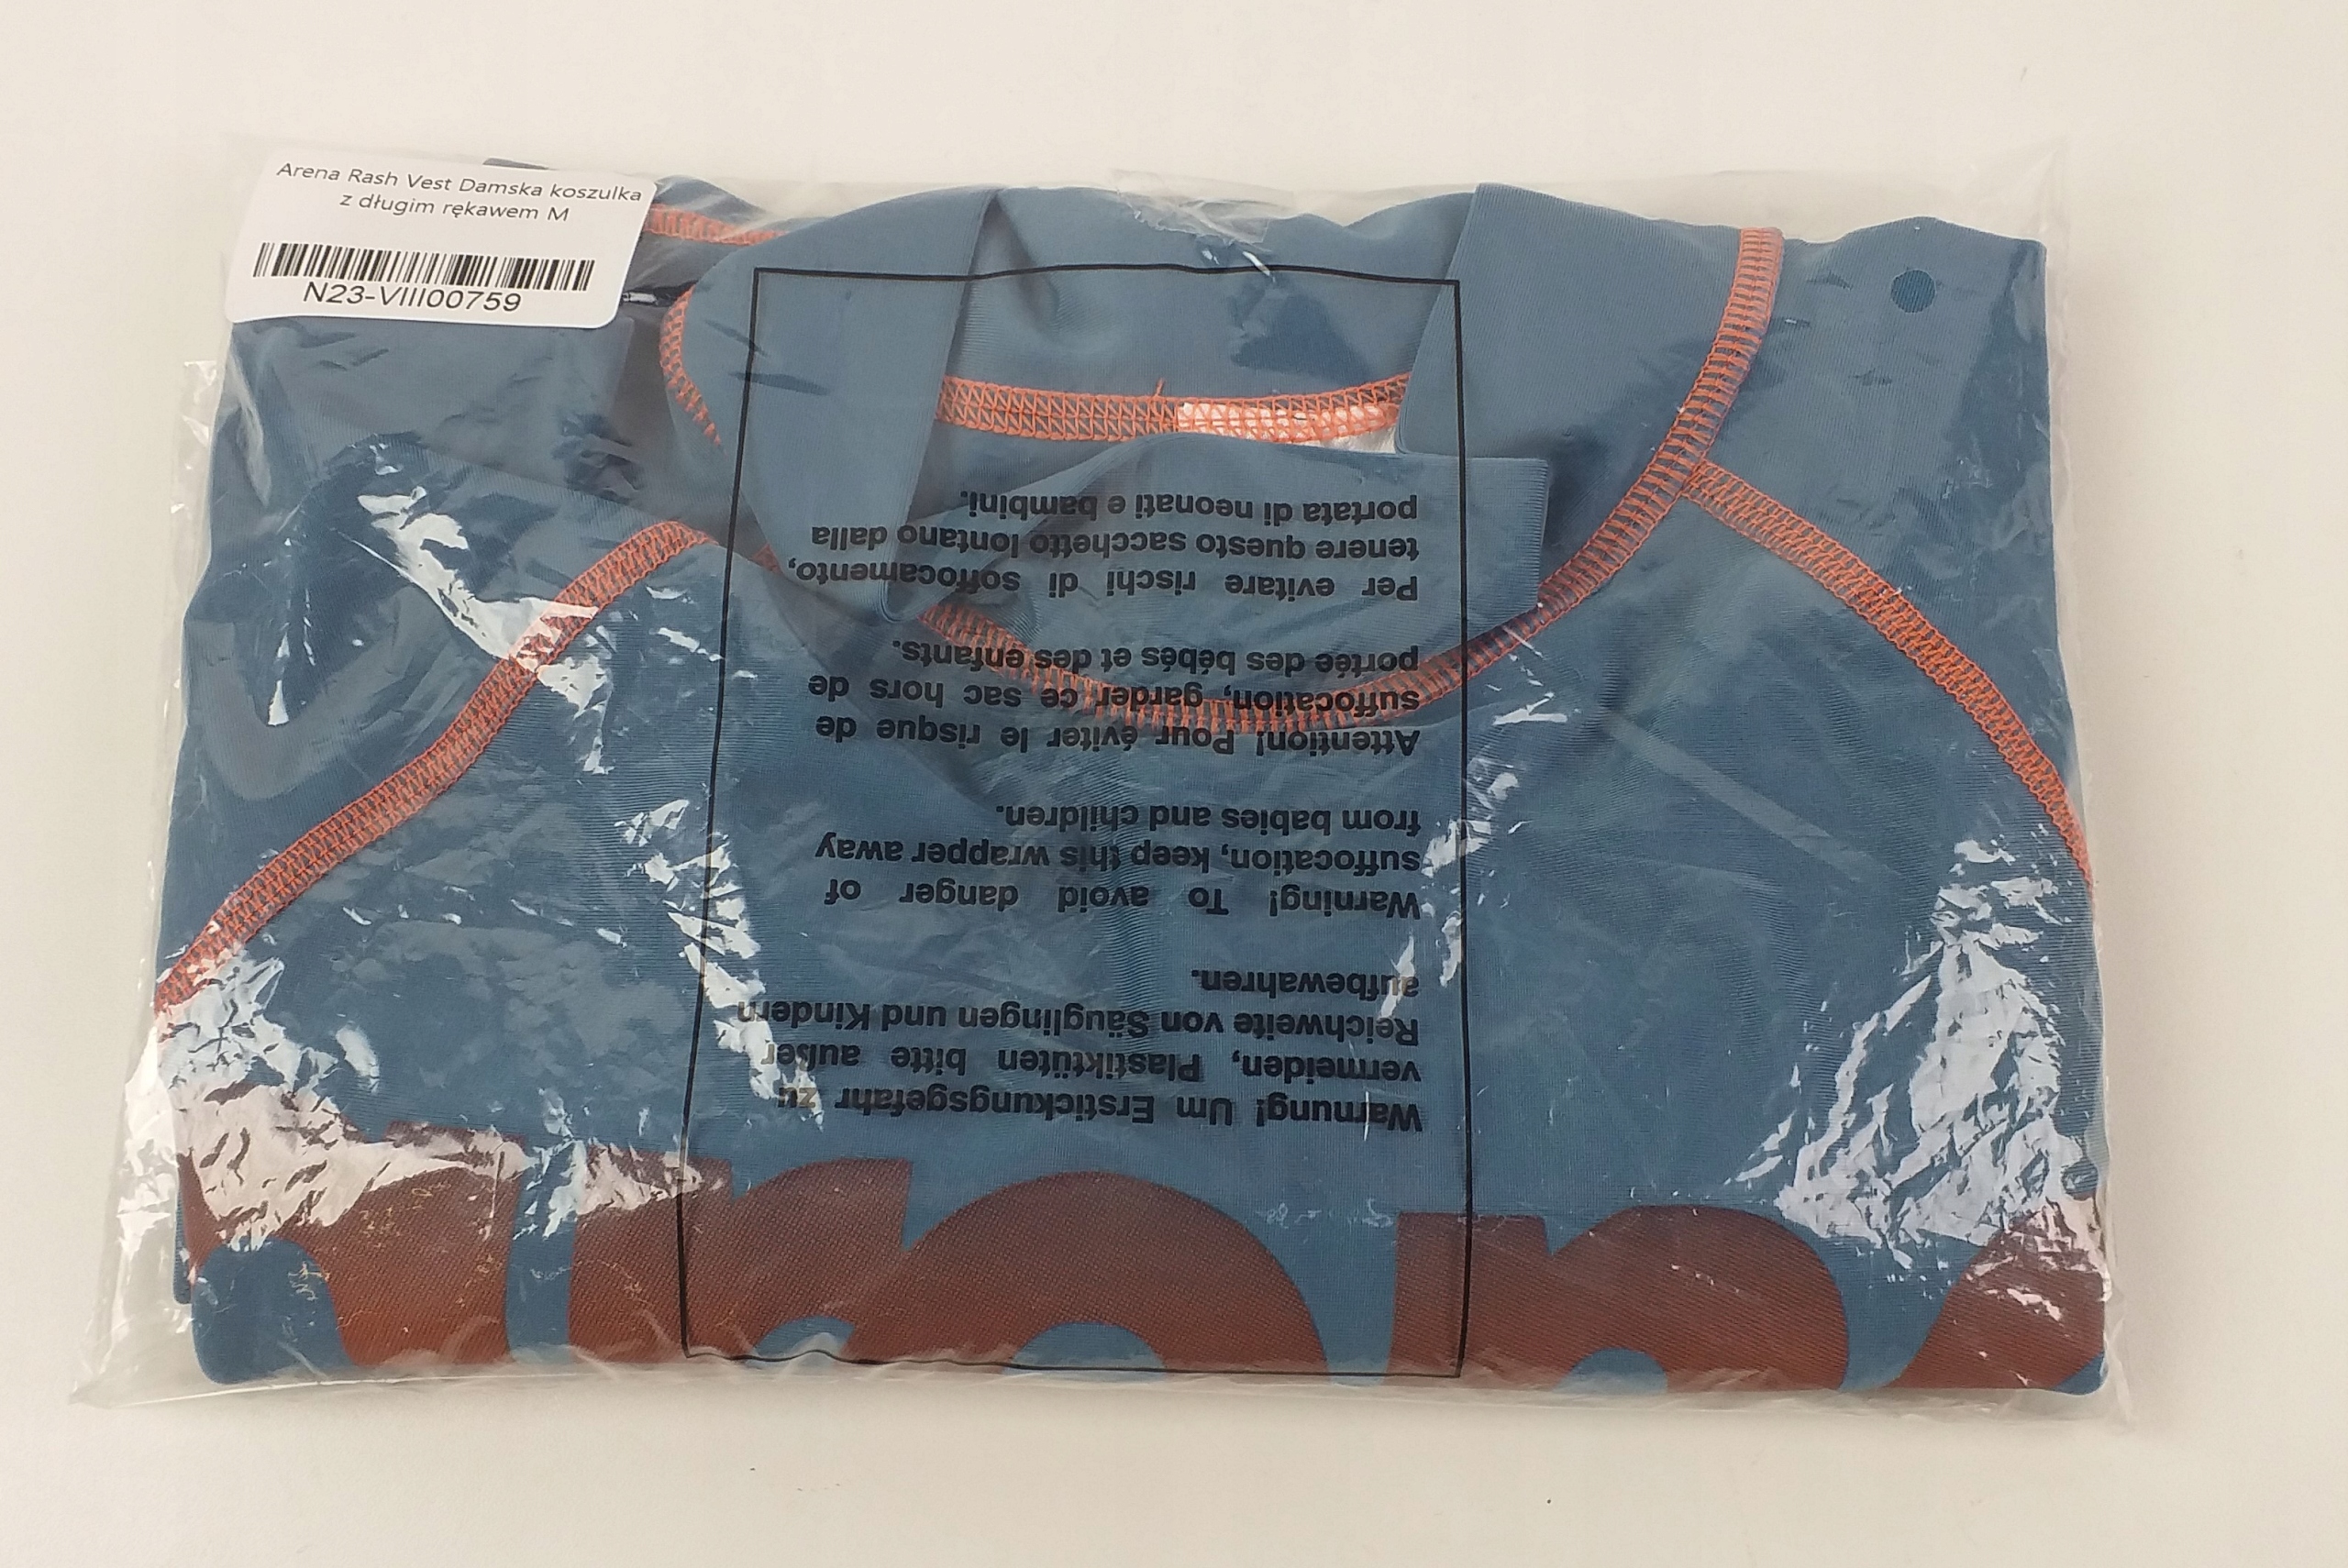 Arena Rash Vest Damska koszulka
z długim rękawem M
N23-VIII00759
Warnung! Um Erstickungsgefahr zu
vermeiden, Plastiktüten bitte außer
Reichweite von Säuglingen und Kindern
aufbewahren.
Warning! To avoid danger of
suffocation, keep this wrapper away
from babies and children.
Attention! Pour éviter le risque de
suffocation, garder ce sac hors de
portée des bébés et des enfants.
Per evitare rischi di soffocamento,
tenere questo sacchetto lontano dalla
portata di neonati e bambini.
arena